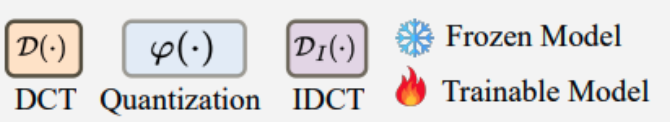 𝒟(·) φ(·) 𝒟_I(·) Frozen Model
DCT Quantization IDCT Trainable Model